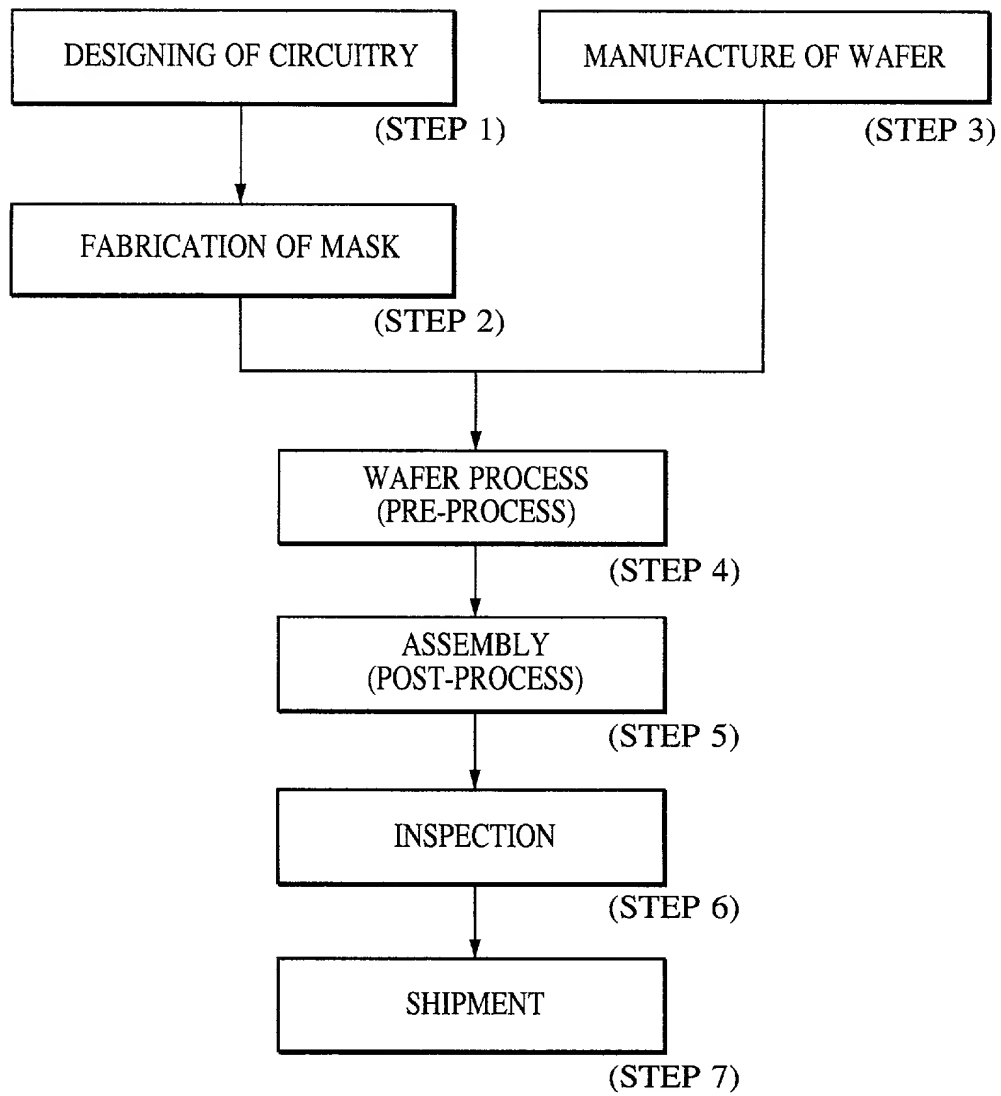 DESIGNING OF CIRCUITRY
(STEP 1)
MANUFACTURE OF WAFER
(STEP 3)
FABRICATION OF MASK
(STEP 2)
WAFER PROCESS
(PRE-PROCESS)
(STEP 4)
ASSEMBLY
(POST-PROCESS)
(STEP 5)
INSPECTION
(STEP 6)
SHIPMENT
(STEP 7)